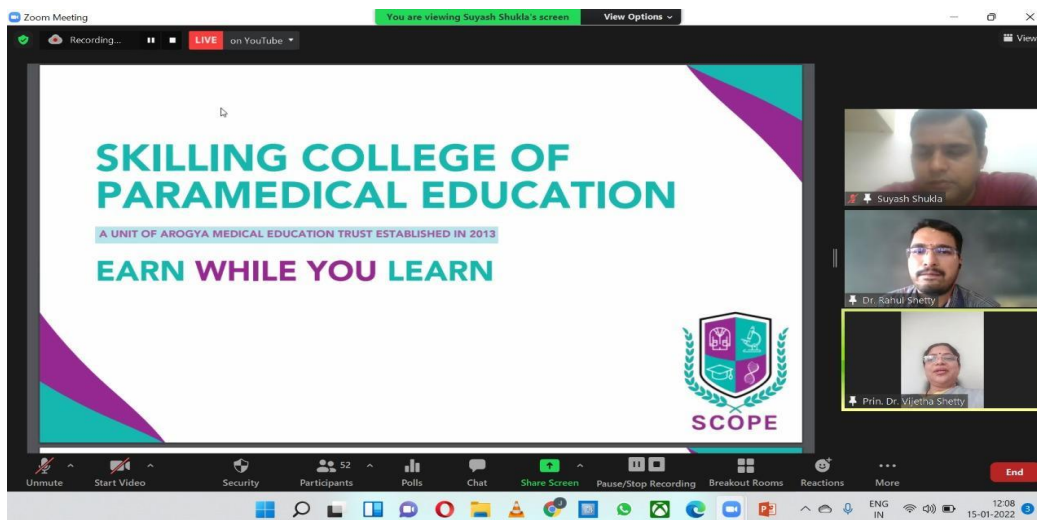 Zoom Meeting
You are viewing Suyash Shukla's screen
View Options
Recording...
LIVE on YouTube
View
SKILLING COLLEGE OF
PARAMEDICAL EDUCATION
A UNIT OF AROGYA MEDICAL EDUCATION TRUST ESTABLISHED IN 2013
EARN WHILE YOU LEARN
SCOPE
Suyash Shukla
Dr. Rahul Shetty
Prin. Dr. Vijetha Shetty
Unmute
Start Video
Security
52
Participants
Polls
Chat
Share Screen
Pause/Stop Recording
Breakout Rooms
Reactions
More
End
ENG
IN
12:08
15-01-2022
3